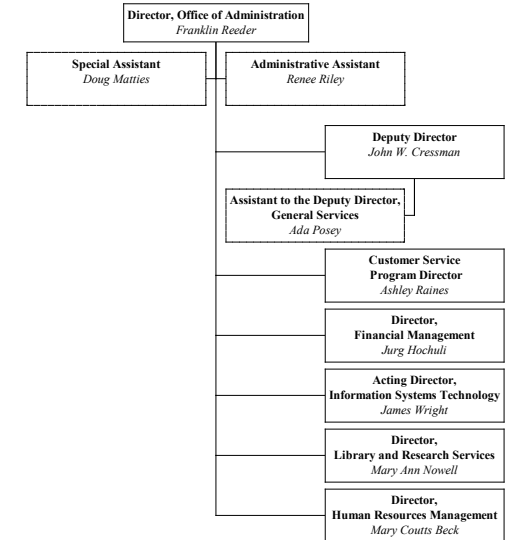 Director, Office of Administration
Franklin Reeder
Special Assistant
Doug Matties
Administrative Assistant
Renee Riley
Deputy Director
John W. Cressman
Assistant to the Deputy Director,
General Services
Ada Posey
Customer Service
Program Director
Ashley Raines
Director,
Financial Management
Jurg Hochuli
Acting Director,
Information Systems Technology
James Wright
Director,
Library and Research Services
Mary Ann Nowell
Director,
Human Resources Management
Mary Coutts Beck